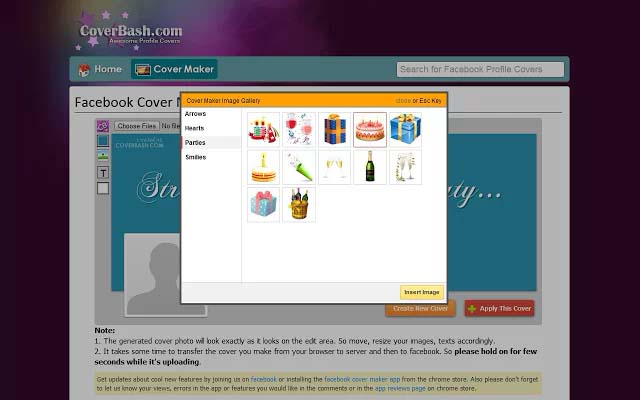 CoverBash.com
Awesome Profile Covers
Home
Cover Maker
Search for Facebook Profile Covers
Facebook Cover M
Choose Files No file
COVERBASH.COM
T
Str
ty...
Cover Maker Image Gallery
close or Esc Key
Arrows
Hearts
Parties
Smilies
Insert Image
Create New Cover
Apply This Cover
Note:
1. The generated cover photo will look exactly as it looks on the edit area. So move, resize your images, texts accordingly.
2. It takes some time to transfer the cover you make from your browser to server and then to facebook. So please hold on for few
seconds while it's uploading.
Get updates about cool new features by joining us on facebook or installing the facebook cover maker app from the chrome store. Also please don't forget
to let us know your views, errors in the app or features you would like in the comments or in the app reviews page on chrome store.